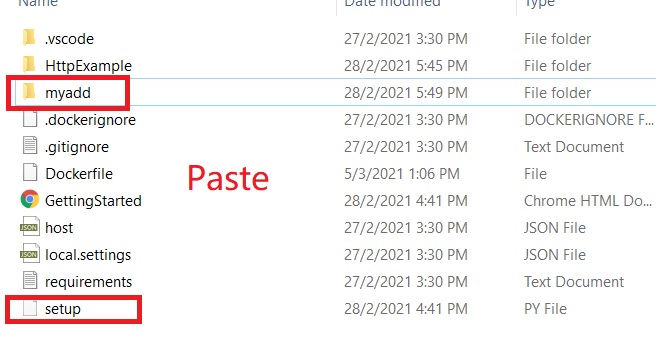 Name Date modified Type
.vscode 27/2/2021 3:30 PM File folder
HttpExample 28/2/2021 5:45 PM File folder
myadd 28/2/2021 5:49 PM File folder
.dockerignore 27/2/2021 3:30 PM DOCKERIGNORE F...
.gitignore 27/2/2021 3:30 PM Text Document
Dockerfile 5/3/2021 1:06 PM File
Paste
GettingStarted 28/2/2021 4:41 PM Chrome HTML Do...
host 27/2/2021 3:30 PM JSON File
local.settings 27/2/2021 3:30 PM JSON File
requirements 27/2/2021 3:30 PM Text Document
setup 28/2/2021 4:41 PM PY File